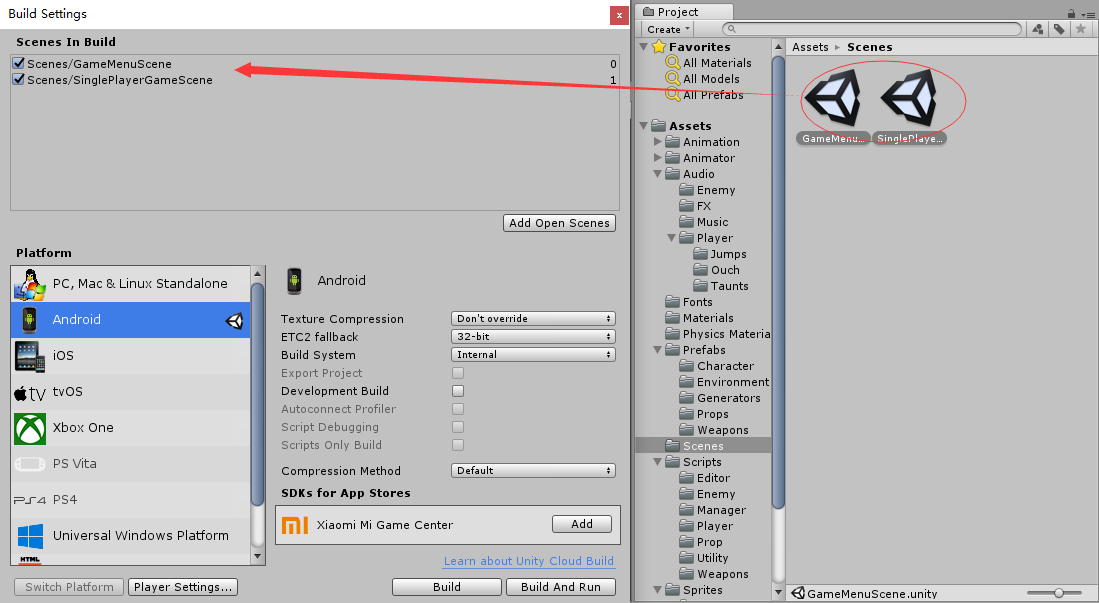 Build Settings
x
Scenes In Build
Scenes/GameMenuScene 0
Scenes/SinglePlayerGameScene 1
Add Open Scenes
Platform
PC, Mac & Linux Standalone
Android
iOS
tvOS
Xbox One
PS Vita
PS4
Universal Windows Platform
HTML
Android
Texture Compression Don't override
ETC2 fallback 32-bit
Build System Internal
Export Project
Development Build
Autoconnect Profiler
Script Debugging
Scripts Only Build
Compression Method Default
SDKs for App Stores
Xiaomi Mi Game Center Add
Learn about Unity Cloud Build
Switch Platform Player Settings... Build Build And Run
Project
Create
Favorites
All Materials
All Models
All Prefabs
Assets
Animation
Animator
Audio
Enemy
FX
Music
Player
Jumps
Ouch
Taunts
Fonts
Materials
Physics Materia
Prefabs
Character
Environment
Generators
Props
Weapons
Scenes
Scripts
Editor
Enemy
Manager
Player
Prop
Utility
Weapons
Sprites
Assets Scenes
GameMenu... SinglePlaye...
GameMenuScene.unity